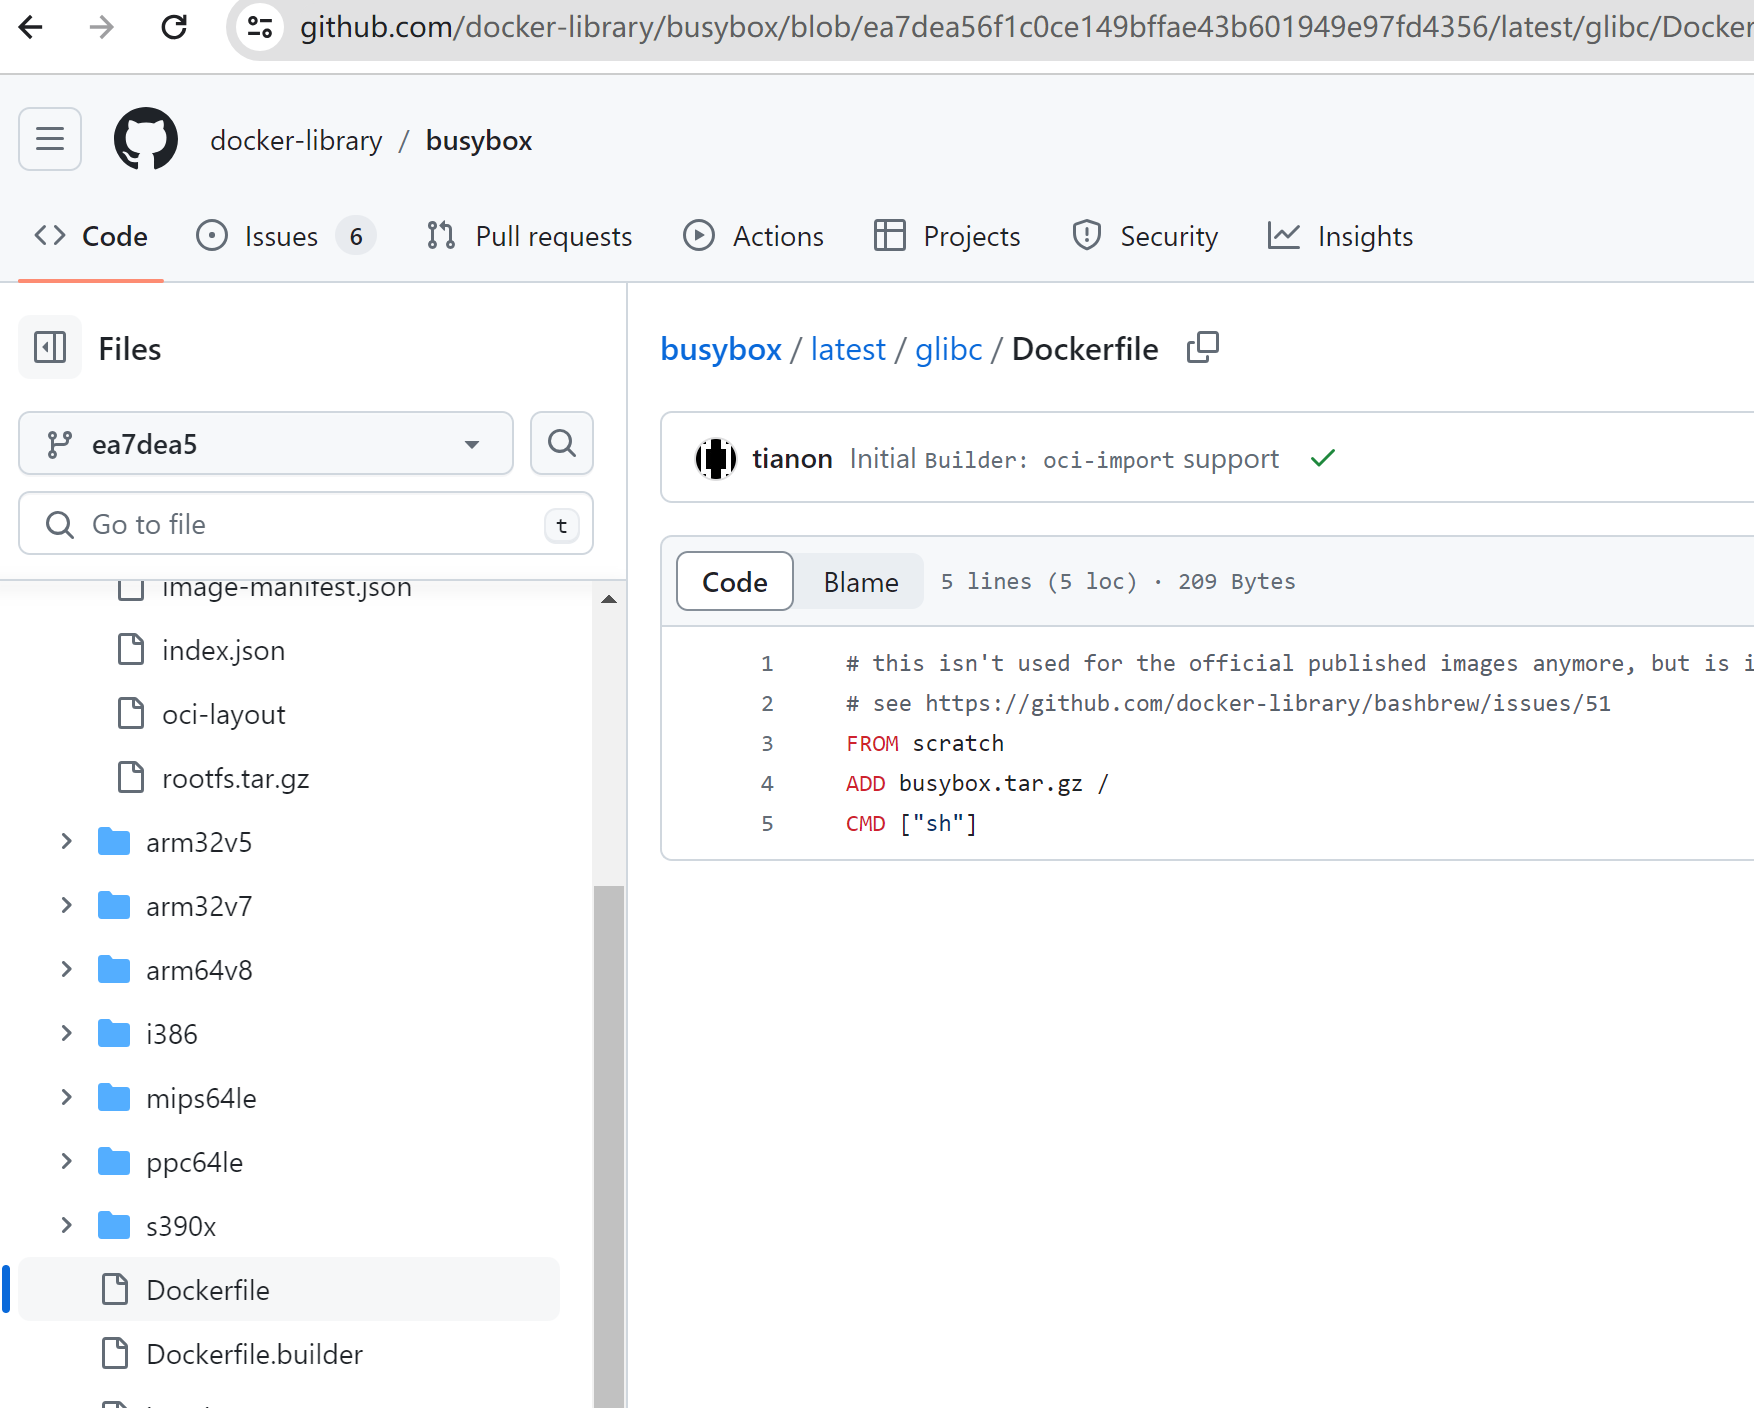 github.com/docker-library/busybox/blob/ea7dea56f1c0ce149bffae43b601949e97fd4356/latest/glibc/Docker
docker-library / busybox
Code Issues 6 Pull requests Actions Projects Security Insights
Files
ea7dea5
Go to file t
image-manifest.json
index.json
oci-layout
rootfs.tar.gz
arm32v5
arm32v7
arm64v8
i386
mips64le
ppc64le
s390x
Dockerfile
Dockerfile.builder
busybox / latest / glibc / Dockerfile
tianon Initial Builder: oci-import support
Code Blame 5 lines (5 loc) · 209 Bytes
1 # this isn't used for the official published images anymore, but is i
2 # see https://github.com/docker-library/bashbrew/issues/51
3 FROM scratch
4 ADD busybox.tar.gz /
5 CMD ["sh"]